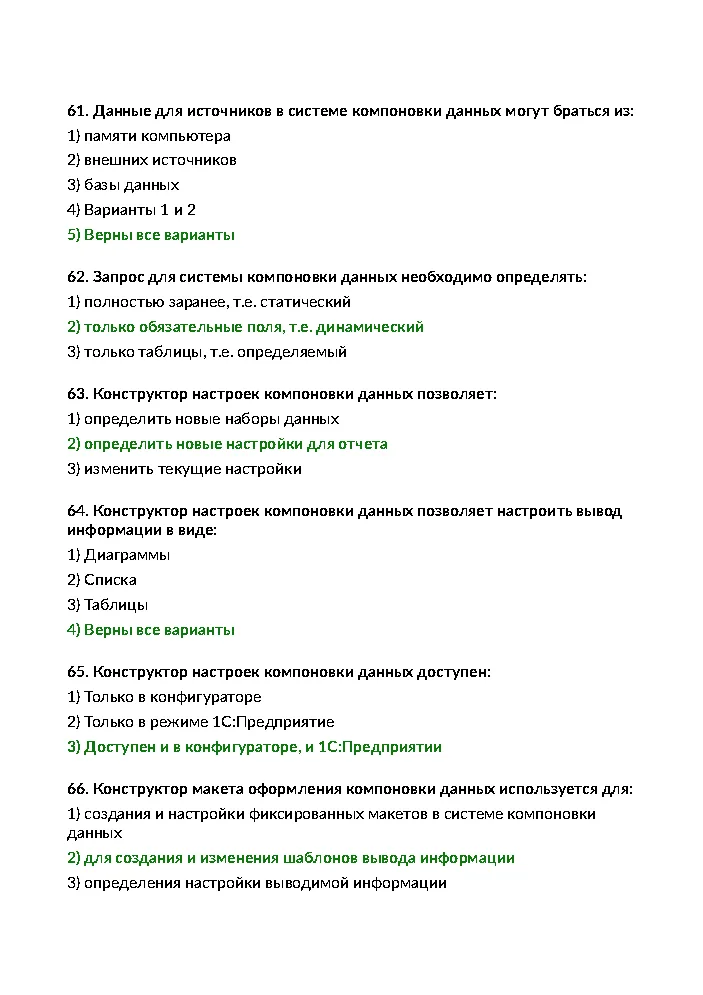 61. Данные для источников в системе компоновки данных могут браться из:
1) памяти компьютера
2) внешних источников
3) базы данных
4) Варианты 1 и 2
5) Верны все варианты
62. Запрос для системы компоновки данных необходимо определять:
1) полностью заранее, т.е. статический
2) только обязательные поля, т.е. динамический
3) только таблицы, т.е. определяемый
63. Конструктор настроек компоновки данных позволяет:
1) определить новые наборы данных
2) определить новые настройки для отчета
3) изменить текущие настройки
64. Конструктор настроек компоновки данных позволяет настроить вывод
информации в виде:
1) Диаграммы
2) Списка
3) Таблицы
4) Верны все варианты
65. Конструктор настроек компоновки данных доступен:
1) Только в конфигураторе
2) Только в режиме 1С:Предприятие
3) Доступен и в конфигураторе, и 1С:Предприятии
66. Конструктор макета оформления компоновки данных используется для:
1) создания и настройки фиксированных макетов в системе компоновки
данных
2) для создания и изменения шаблонов вывода информации
3) определения настройки выводимой информации